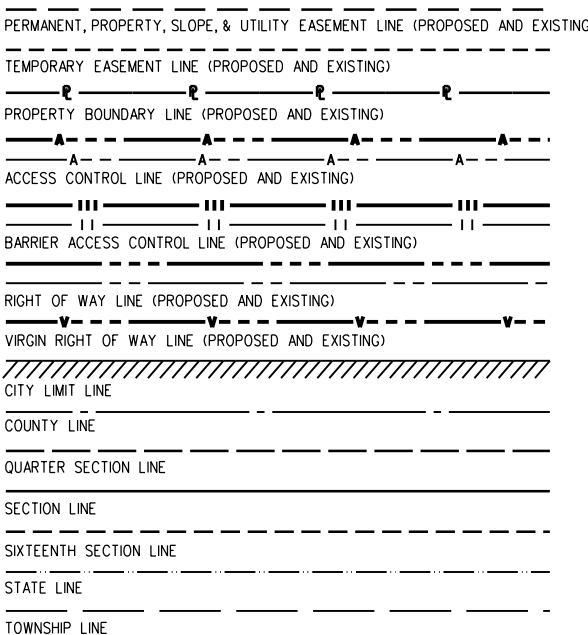 PERMANENT, PROPERTY, SLOPE, & UTILITY EASEMENT LINE (PROPOSED AND EXISTING
TEMPORARY EASEMENT LINE (PROPOSED AND EXISTING)
℄ ℄ ℄ ℄
PROPERTY BOUNDARY LINE (PROPOSED AND EXISTING)
A A A A
A A A A
ACCESS CONTROL LINE (PROPOSED AND EXISTING)
BARRIER ACCESS CONTROL LINE (PROPOSED AND EXISTING)
RIGHT OF WAY LINE (PROPOSED AND EXISTING)
V V V V
VIRGIN RIGHT OF WAY LINE (PROPOSED AND EXISTING)
CITY LIMIT LINE
COUNTY LINE
QUARTER SECTION LINE
SECTION LINE
SIXTEENTH SECTION LINE
STATE LINE
TOWNSHIP LINE